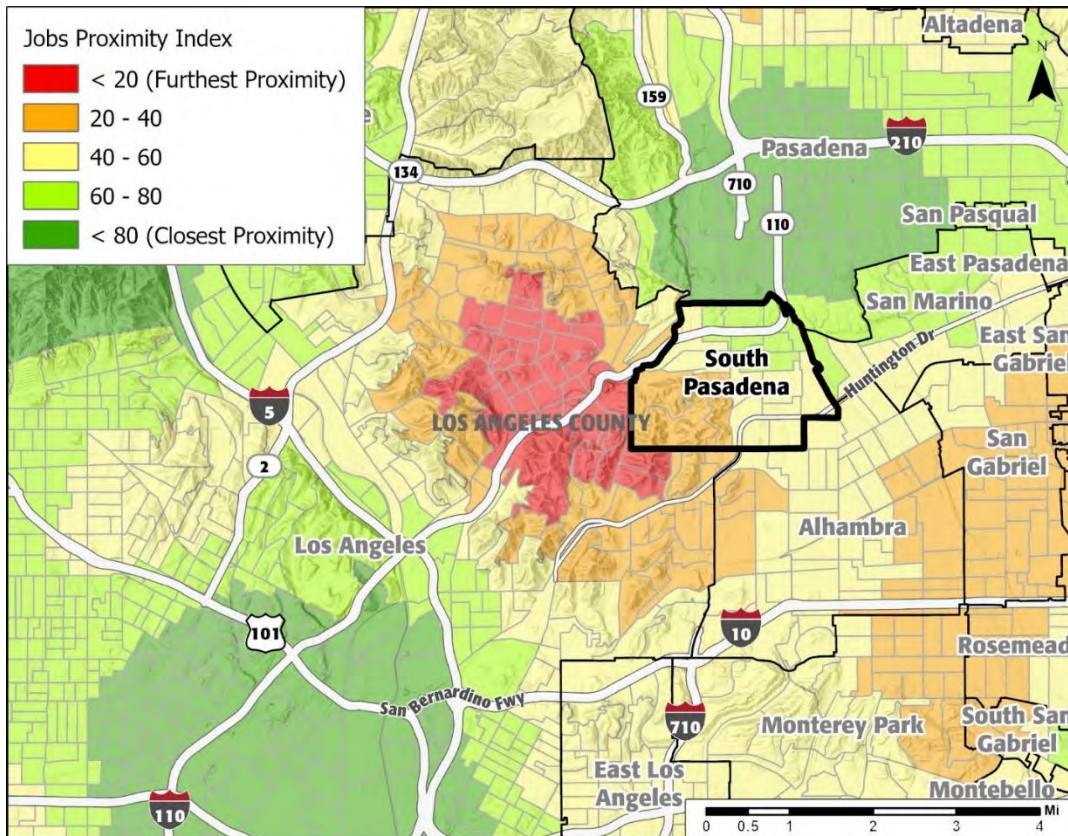 Jobs Proximity Index
< 20 (Furthest Proximity)
20 - 40
40 - 60
60 - 80
< 80 (Closest Proximity)
Altadena
N
159
Pasadena
210
134
710
110
San Pasqual
East Pasadena
San Marino
East San
Gabriel
Huntington Dr
South
Pasadena
5
LOS ANGELES COUNTY
San
Gabriel
2
Alhambra
Los Angeles
101
10
Rosemead
San Bernardino Fwy
710
Monterey Park
South San
Gabriel
East Los
Angeles
Montebello
110
0 0.5 1 2 3 4
Mi